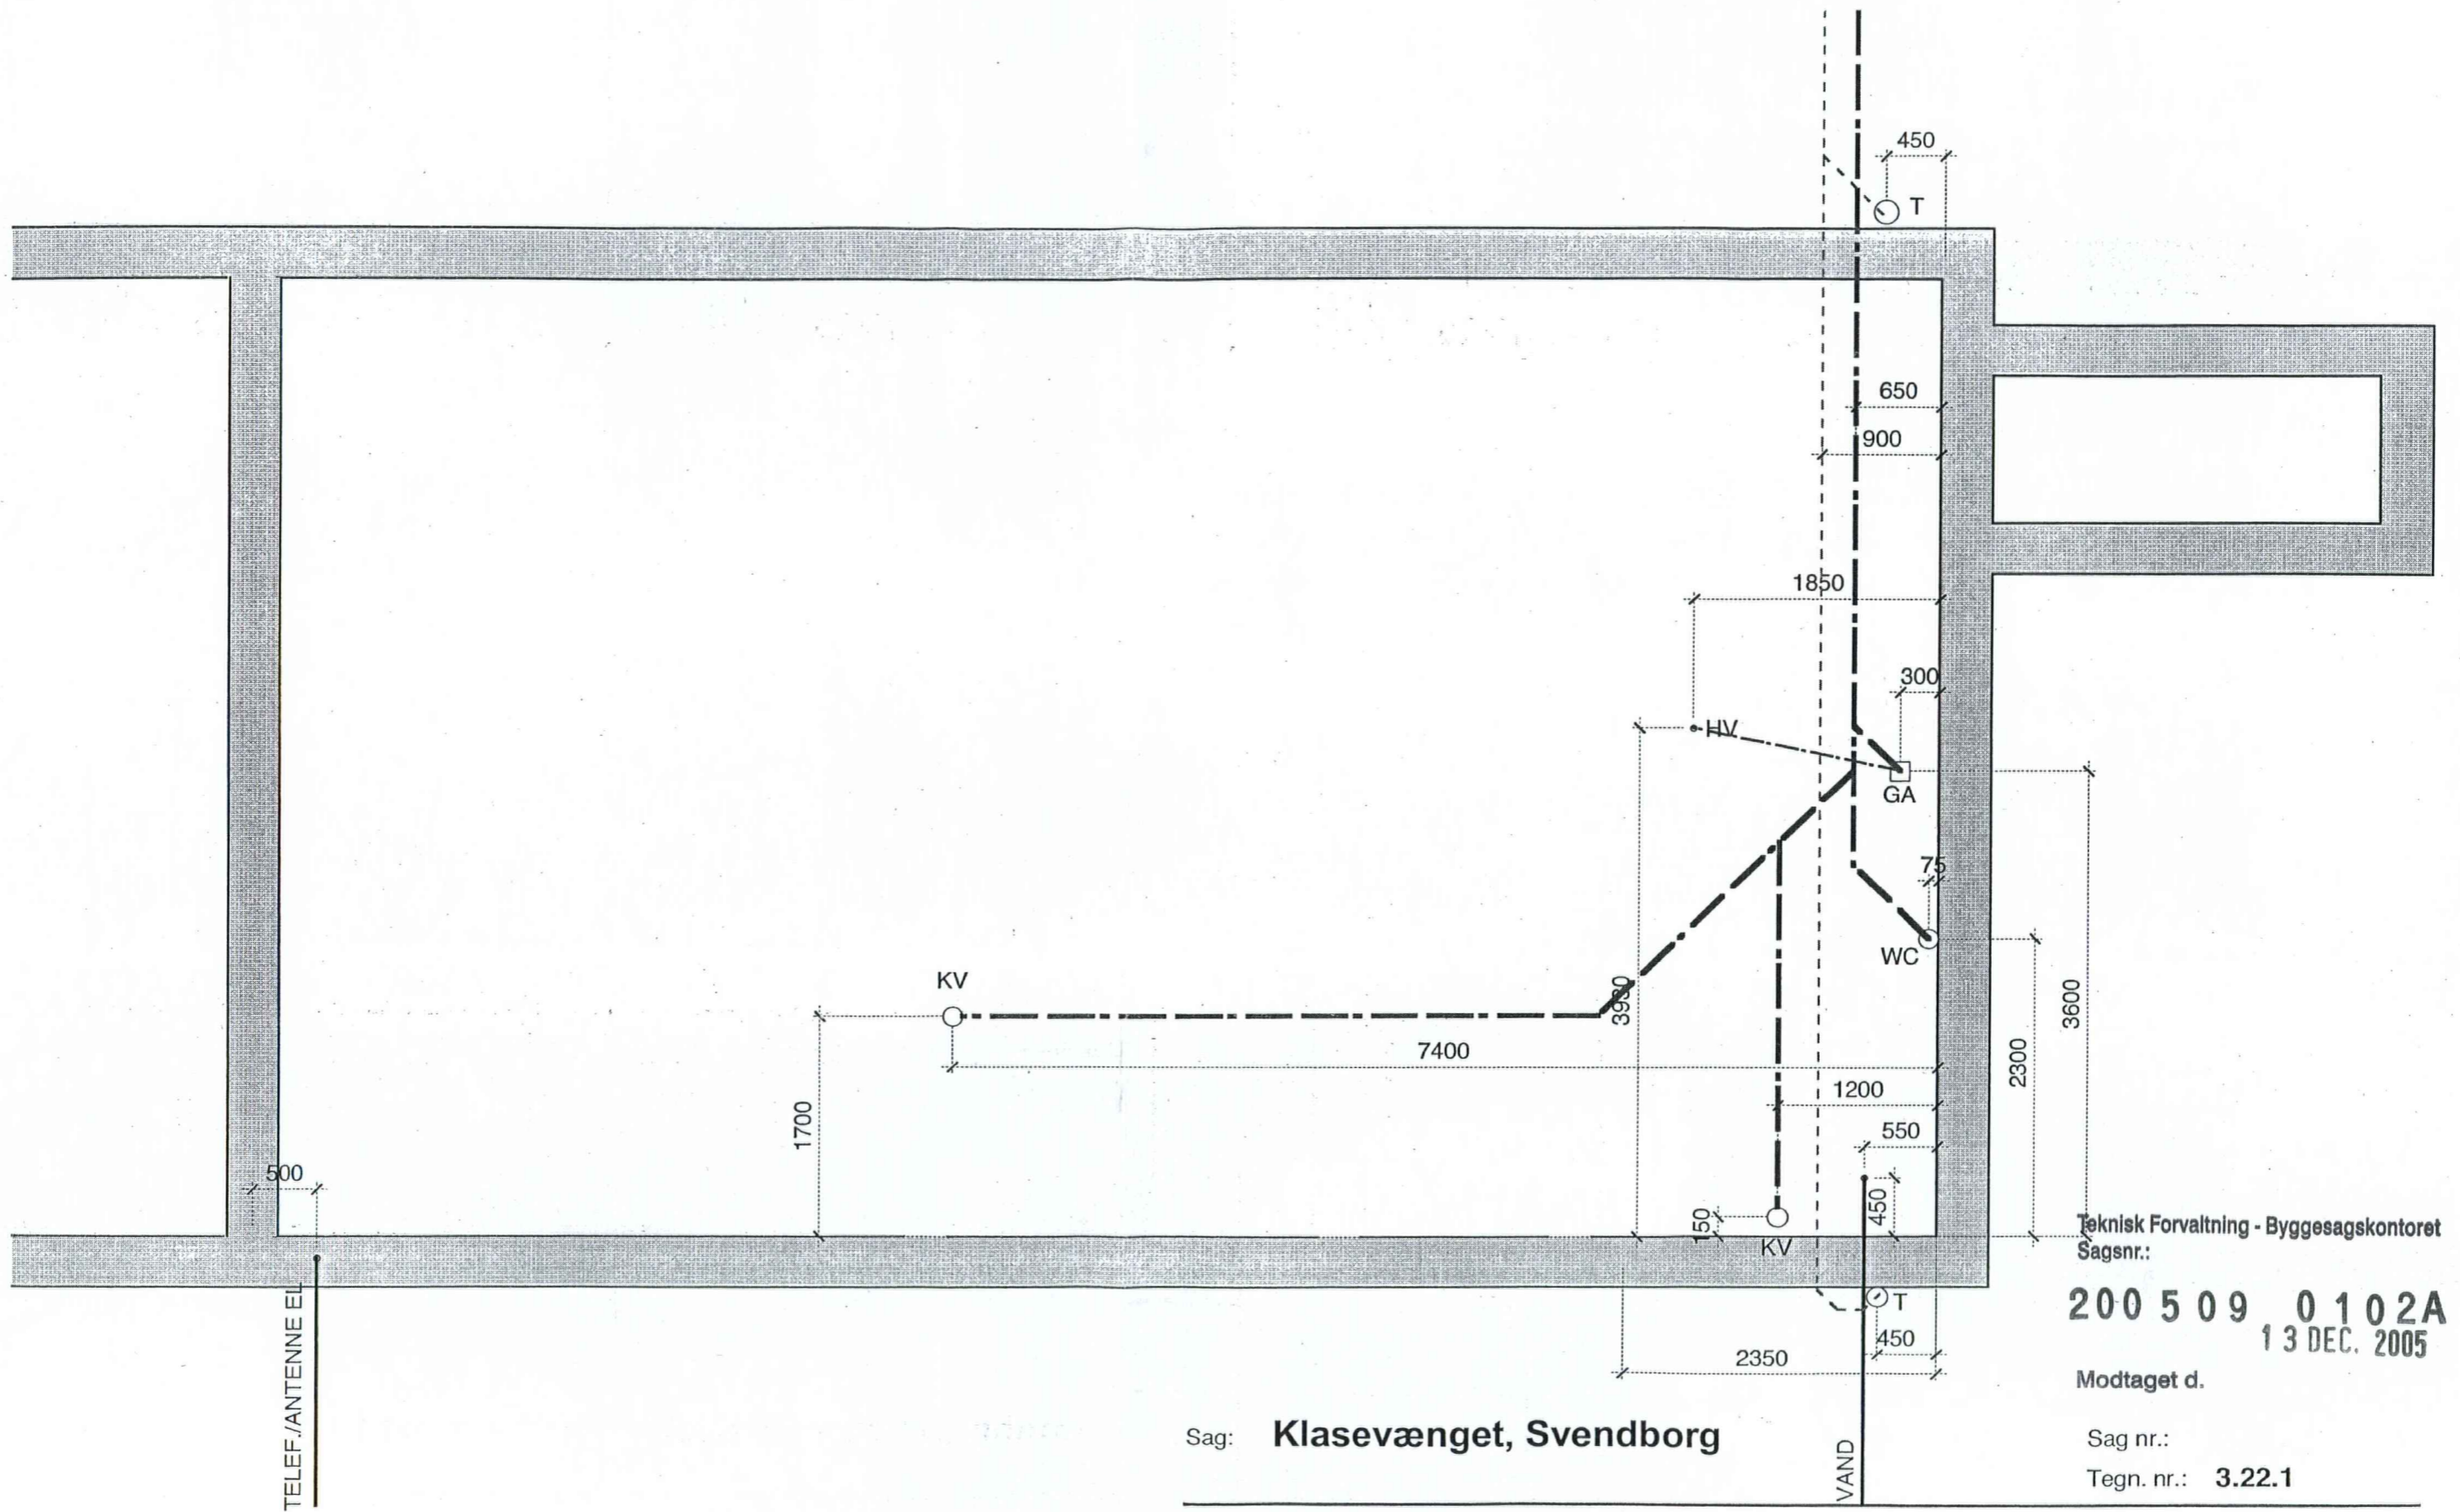 450
T
650
900
1850
300
HV
GA
75
WC
KV
3930
3600
7400
2300
1200
1700
550
500
450
150
KV
Teknisk Forvaltning - Byggesagskontoret
Sagsnr.:
200509 0102A
13 DEC. 2005
T
450
2350
Modtaget d.
TELEF./ANTENNE EL
VAND
Sag: Klasevænget, Svendborg
Sag nr.:
Tegn. nr.: 3.22.1